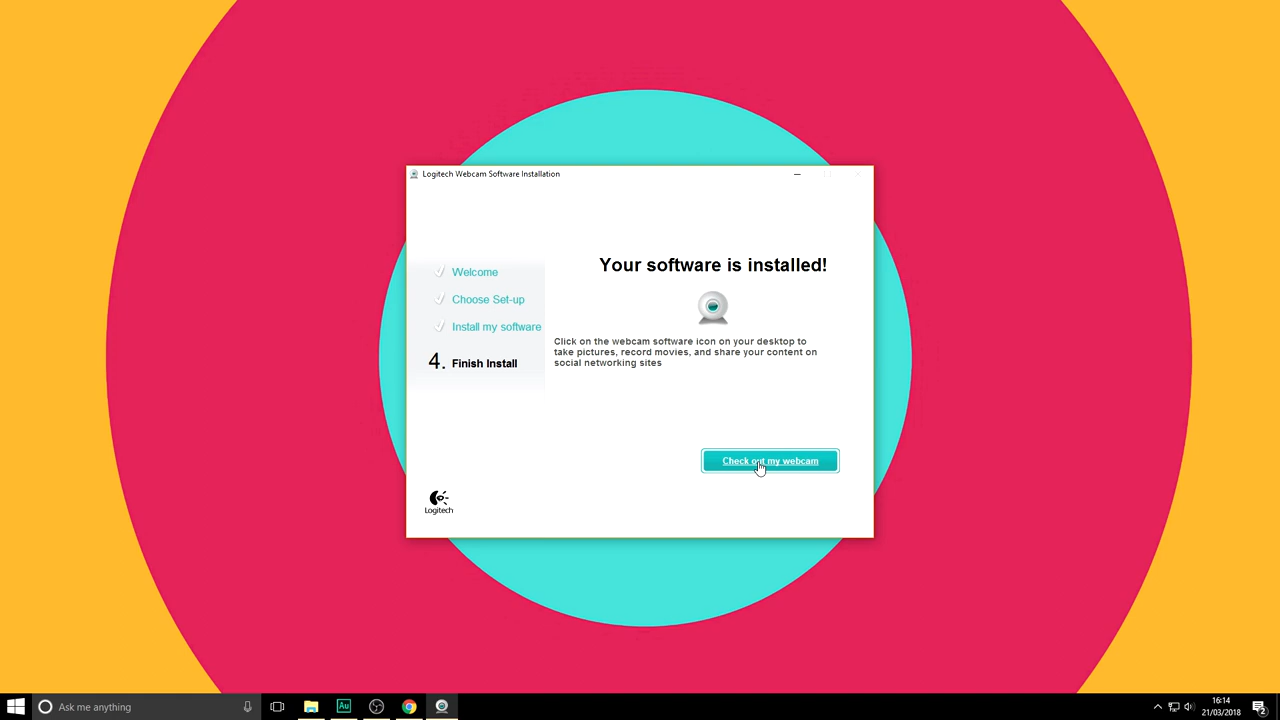 Logitech Webcam Software Installation
Your software is installed!
Welcome
Choose Set-up
Install my software
4. Finish Install
Click on the webcam software icon on your desktop to
take pictures, record movies, and share your content on
social networking sites
Check out my webcam
Logitech
Ask me anything
Au
16:14
21/03/2018
2